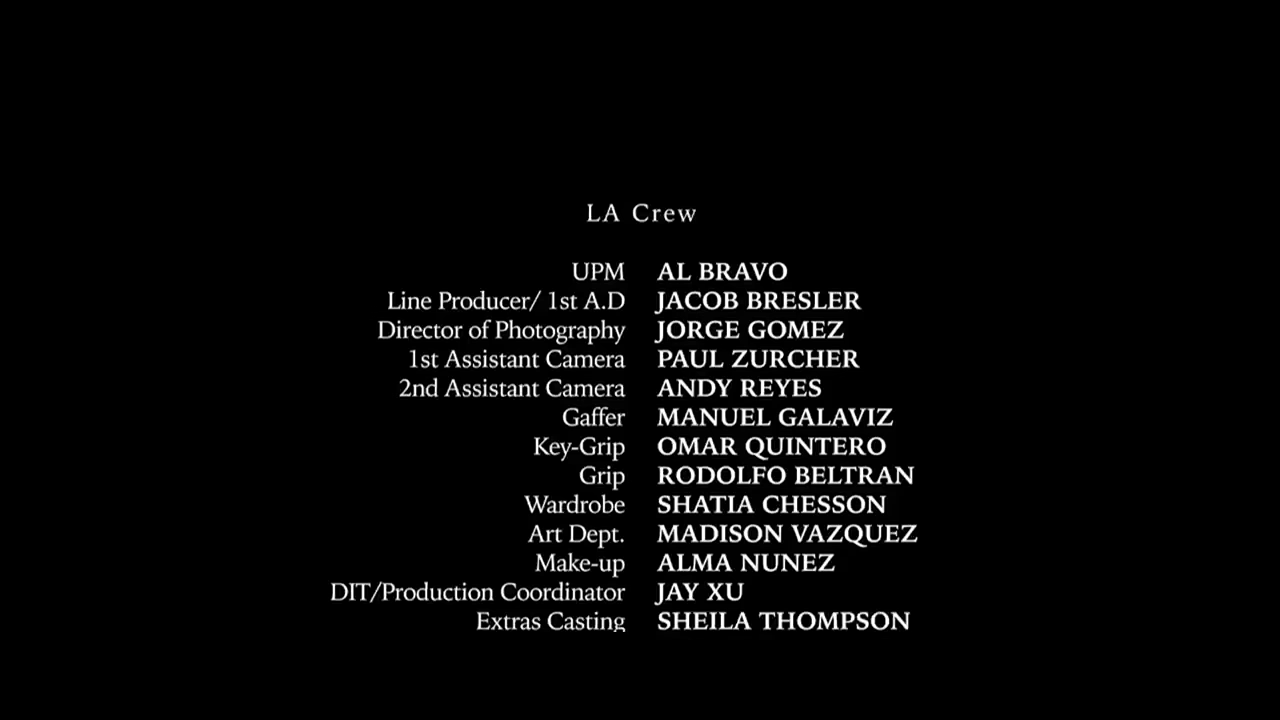 LA Crew
UPM AL BRAVO
Line Producer/ 1st A.D JACOB BRESLER
Director of Photography JORGE GOMEZ
1st Assistant Camera PAUL ZURCHER
2nd Assistant Camera ANDY REYES
Gaffer MANUEL GALAVIZ
Key-Grip OMAR QUINTERO
Grip RODOLFO BELTRAN
Wardrobe SHATIA CHESSON
Art Dept. MADISON VAZQUEZ
Make-up ALMA NUNEZ
DIT/Production Coordinator JAY XU
Extras Casting SHEILA THOMPSON